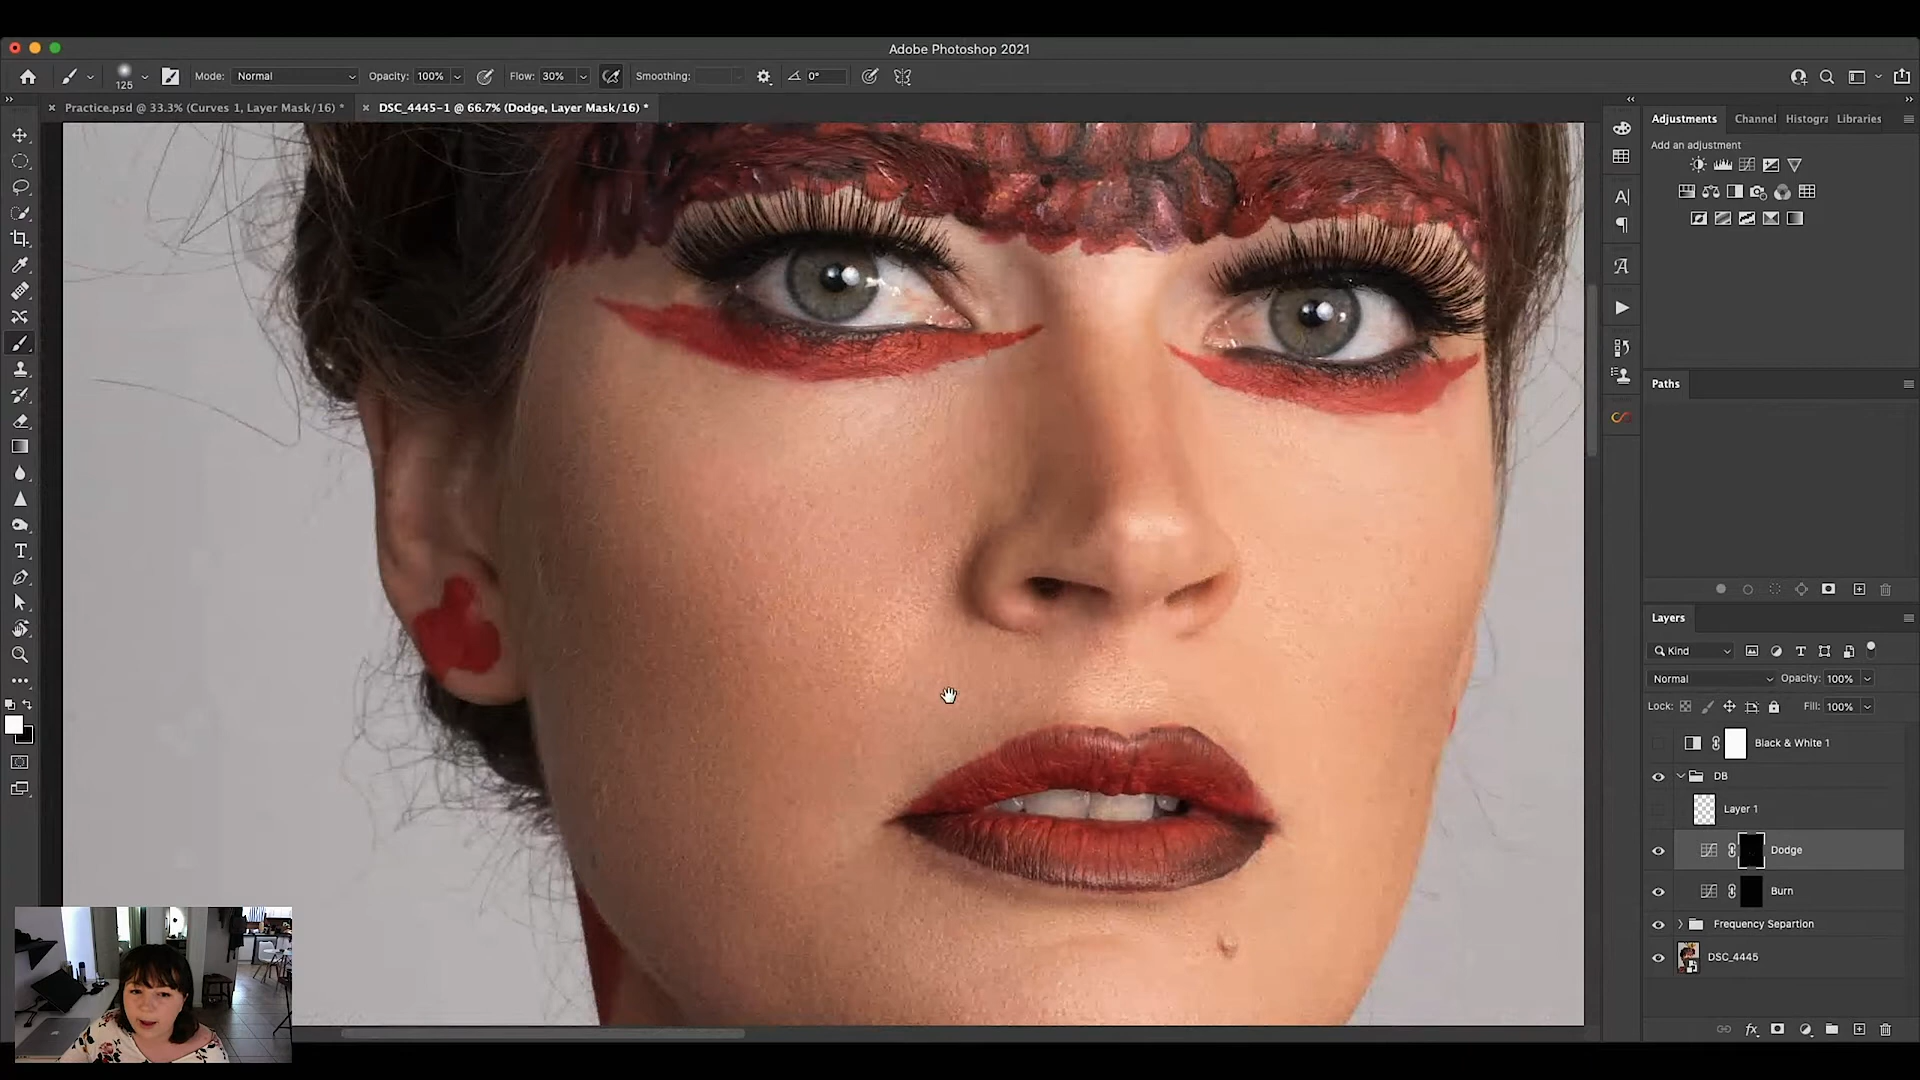 Adobe Photoshop 2021
125 Mode: Normal Opacity: 100% Flow: 30% Smoothing: 0°
Practice.psd @ 33.3% (Curves 1, Layer Mask/16) * DSC_4445-1 @ 66.7% (Dodge, Layer Mask/16) *
Adjustments Channel Histogra Libraries
Add an adjustment
Paths
Layers
Kind
Normal Opacity: 100%
Lock: Fill: 100%
Black & White 1
DB
Layer 1
Dodge
Burn
Frequency Separtion
DSC_4445